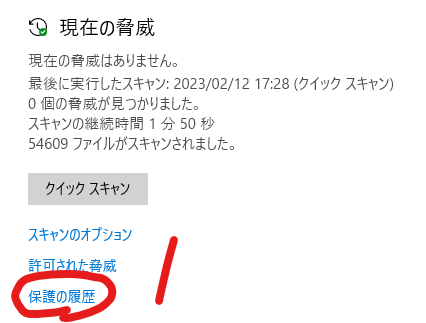 現在の脅威
現在の脅威はありません。
最後に実行したスキャン: 2023/02/12 17:28 (クイック スキャン)
0 個の脅威が見つかりました。
スキャンの継続時間 1 分 50 秒
54609 ファイルがスキャンされました。
クイック スキャン
スキャンのオプション
許可された脅威
保護の履歴